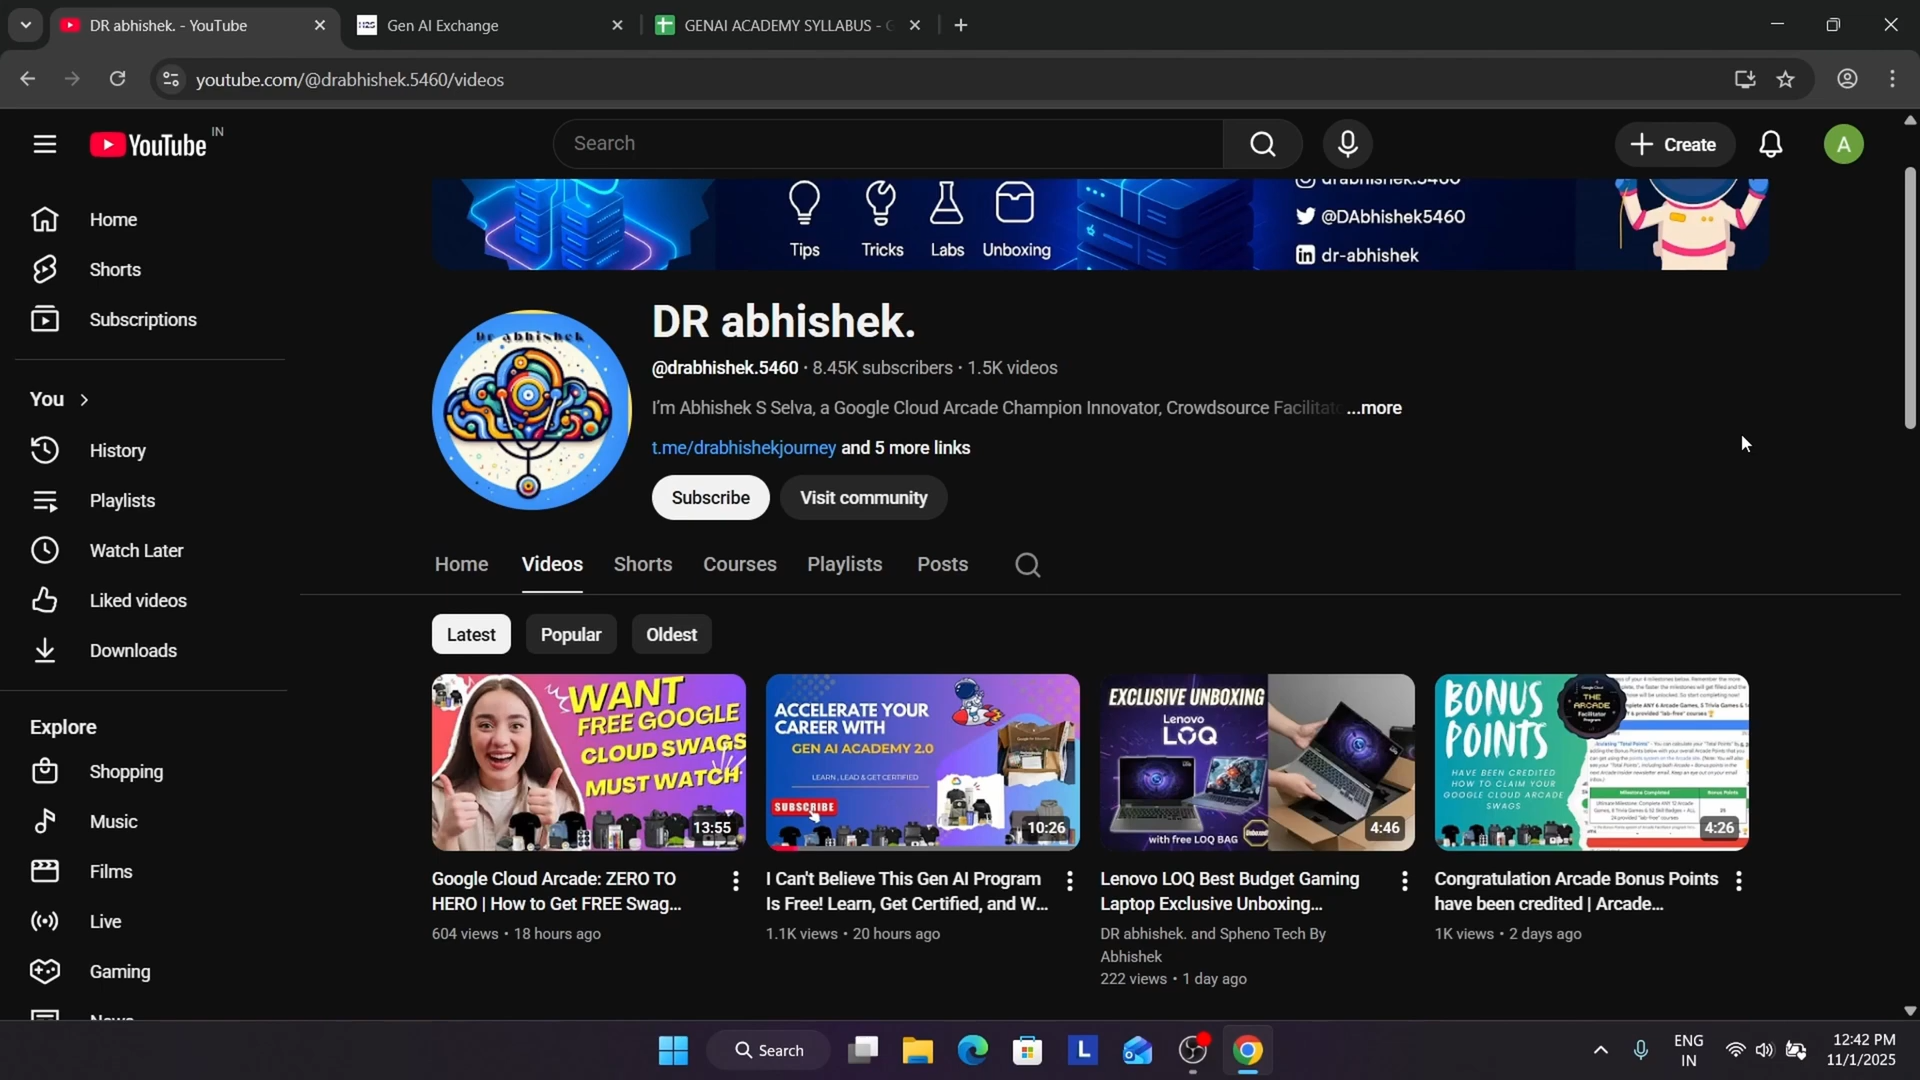 DR abhishek. - YouTube
Gen AI Exchange
GENAI ACADEMY SYLLABUS -
youtube.com/@drabhishek.5460/videos
YouTube IN
Search
Create
A
Home
Shorts
Subscriptions
You
History
Playlists
Watch Later
Liked videos
Downloads
Explore
Shopping
Music
Films
Live
Gaming
Tips
Tricks
Labs
Unboxing
@DAbhishek5460
dr-abhishek
Dr abhishek
DR abhishek.
@drabhishek.5460 · 8.45K subscribers · 1.5K videos
I'm Abhishek S Selva, a Google Cloud Arcade Champion Innovator, Crowdsource ...more
t.me/drabhishekjourney and 5 more links
Subscribe
Visit community
Home
Videos
Shorts
Courses
Playlists
Posts
Latest
Popular
Oldest
WANT
FREE GOOGLE
CLOUD SWAGS
MUST WATCH
13:55
Google Cloud Arcade: ZERO TO
HERO | How to Get FREE Swag...
604 views · 18 hours ago
ACCELERATE YOUR
CAREER WITH
GEN AI ACADEMY 2.0
LEARN, LEAD & GET CERTIFIED
SUBSCRIBE
10:26
I Can't Believe This Gen AI Program
Is Free! Learn, Get Certified, and W...
1.1K views · 20 hours ago
EXCLUSIVE UNBOXING
Lenovo
LOQ
with free LOQ BAG
4:46
Lenovo LOQ Best Budget Gaming
Laptop Exclusive Unboxing...
DR abhishek. and Spheno Tech By
Abhishek
222 views · 1 day ago
BONUS
POINTS
HAVE BEEN CREDITED
HOW TO CLAIM YOUR
GOOGLE CLOUD ARCADE
SWAGS
THE
ARCADE
Facilitator
Program
4:26
Congratulation Arcade Bonus Points
have been credited | Arcade...
1K views · 2 days ago
Search
L
ENG
IN
12:42 PM
11/1/2025